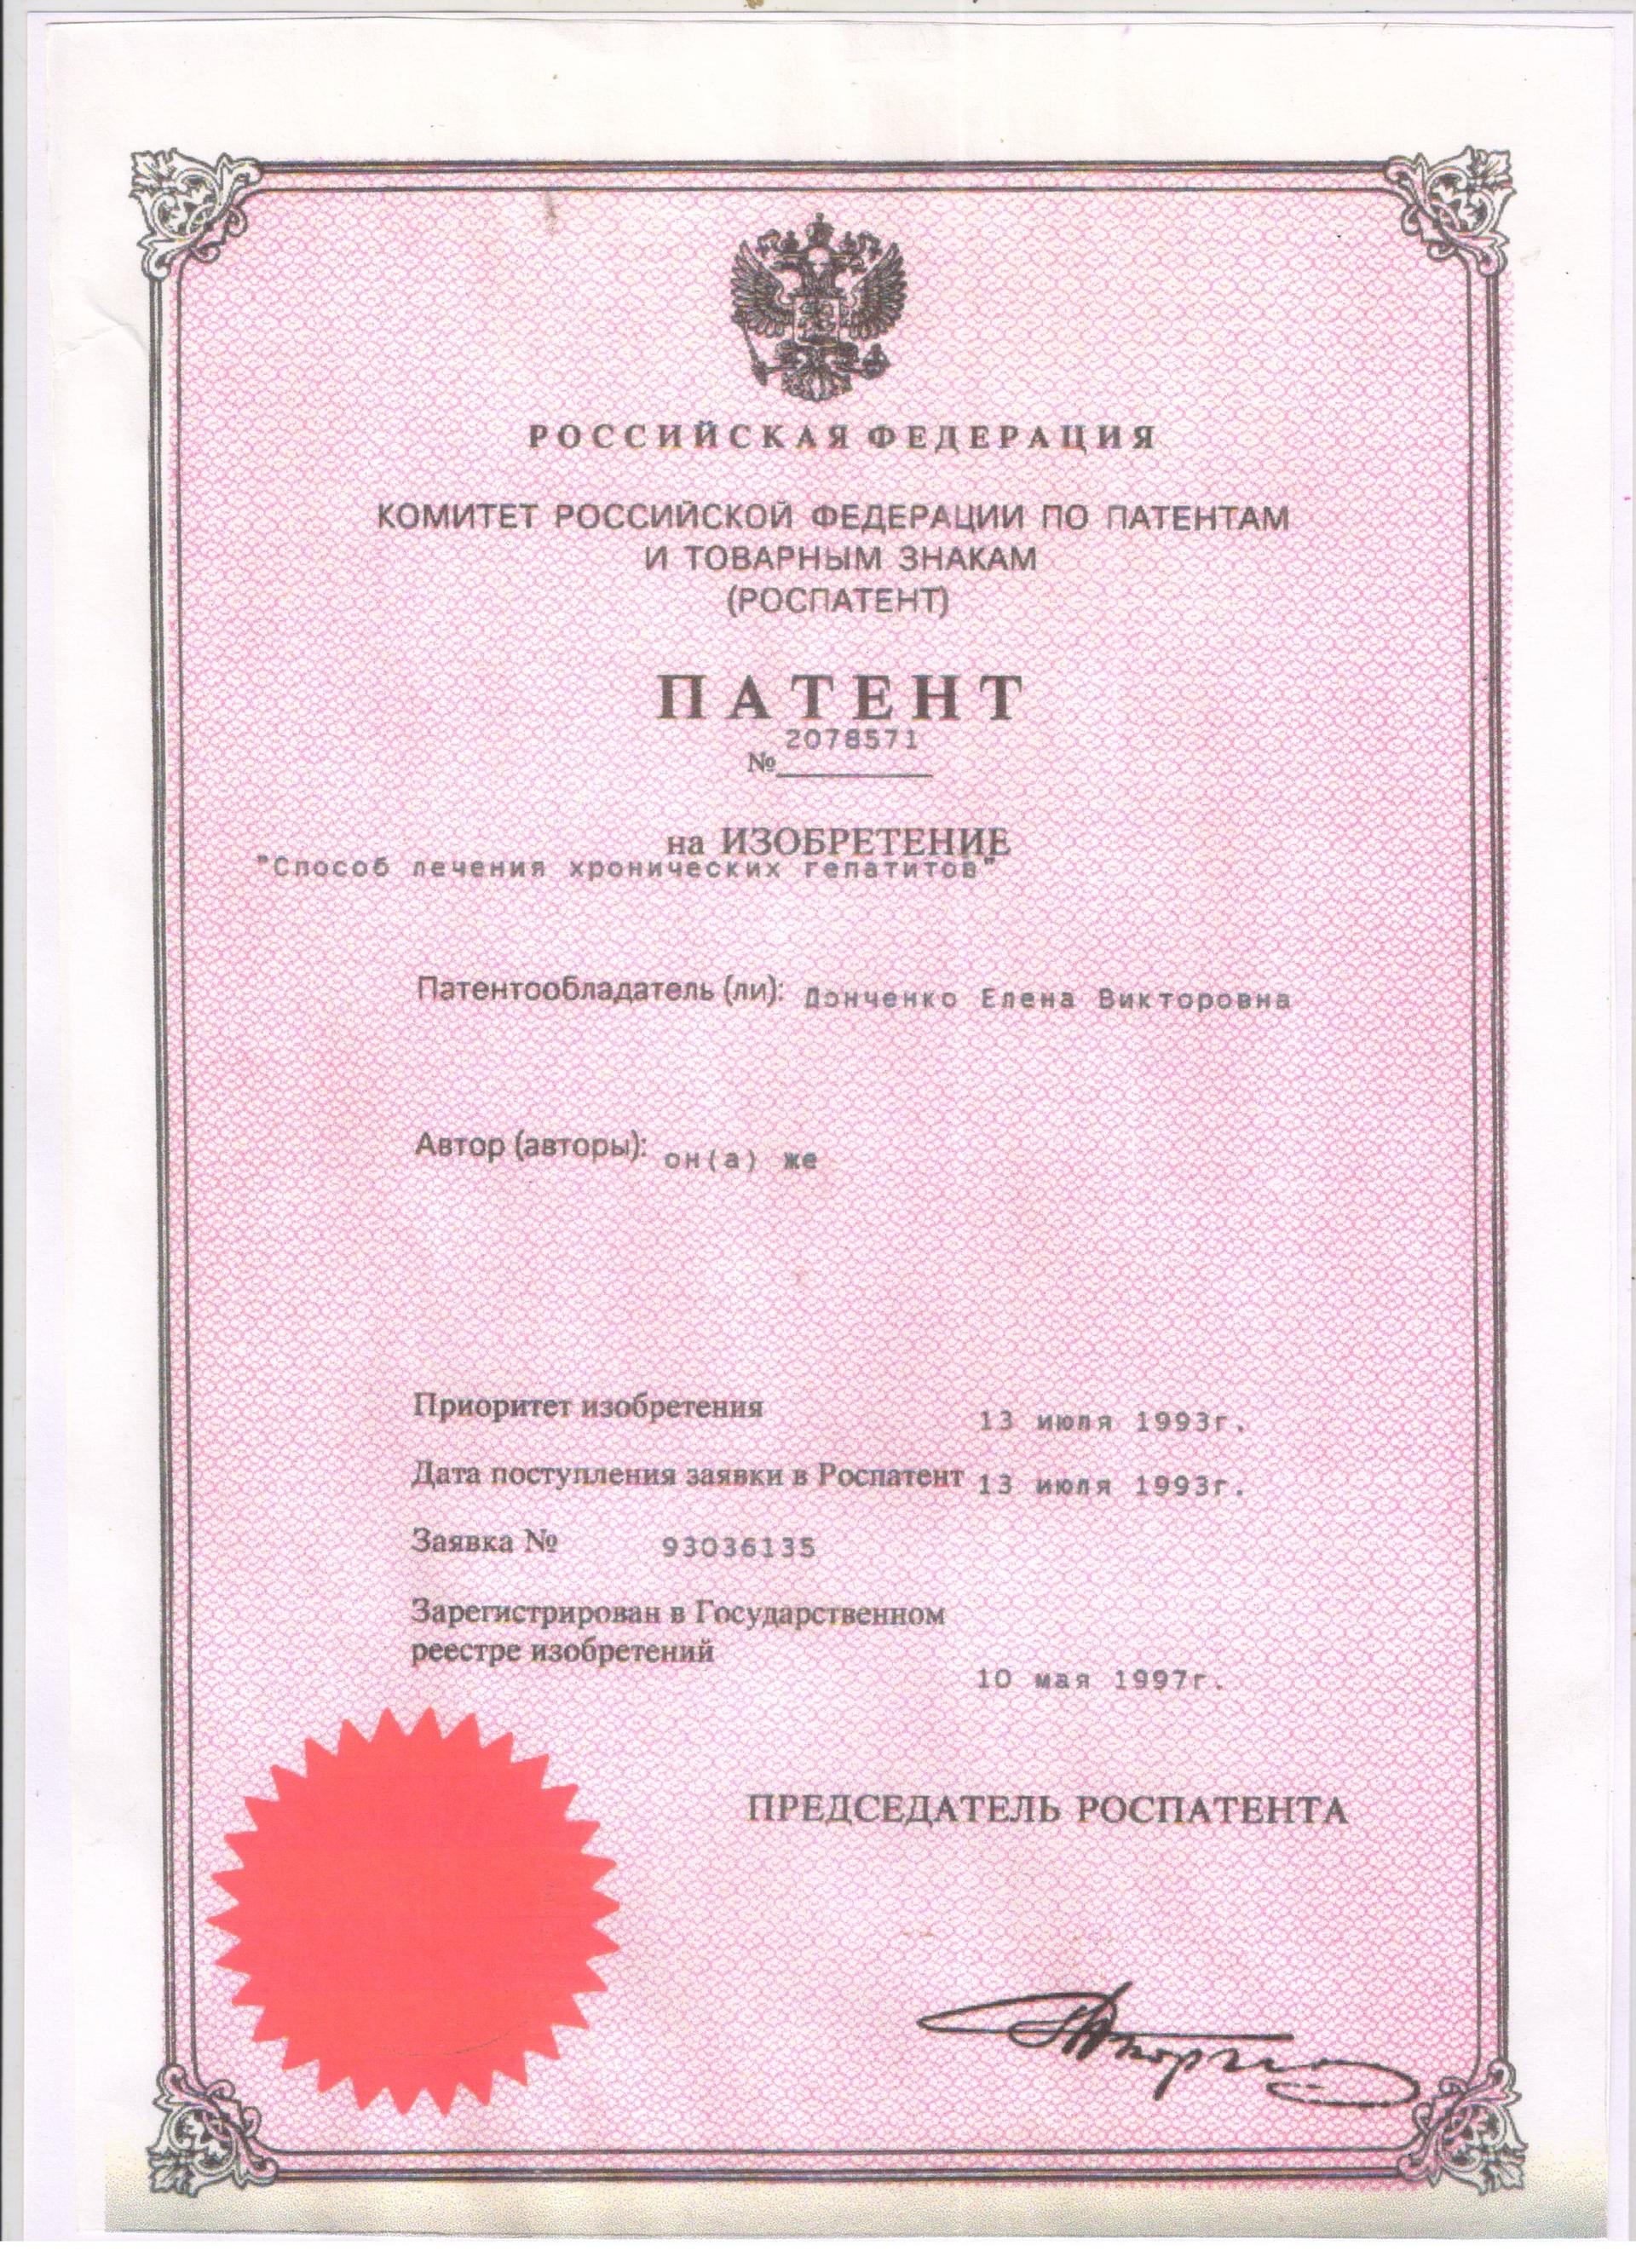 РОССИЙСКАЯ ФЕДЕРАЦИЯ
КОМИТЕТ РОССИЙСКОЙ ФЕДЕРАЦИИ ПО ПАТЕНТАМ
И ТОВАРНЫМ ЗНАКАМ
(РОСПАТЕНТ)
ПАТЕНТ
№ 2078571
на ИЗОБРЕТЕНИЕ
"Способ лечения хронических гепатитов"
Патентообладатель (ли): Донченко Елена Викторовна
Автор (авторы): он(а) же
Приоритет изобретения 13 июля 1993г.
Дата поступления заявки в Роспатент 13 июля 1993г.
Заявка № 93036135
Зарегистрирован в Государственном
реестре изобретений
10 мая 1997г.
ПРЕДСЕДАТЕЛЬ РОСПАТЕНТА